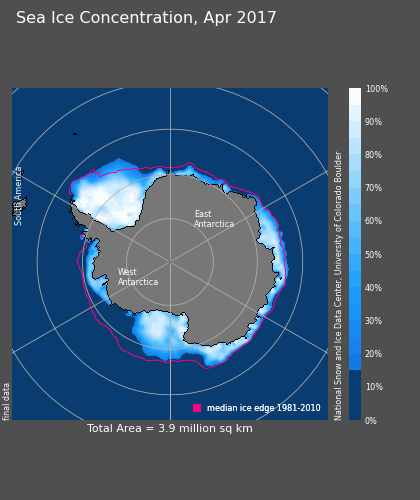 Sea Ice Concentration, Apr 2017
South America
East
Antarctica
West
Antarctica
final data
median ice edge 1981-2010
Total Area = 3.9 million sq km
National Snow and Ice Data Center, University of Colorado Boulder
100%
90%
80%
70%
60%
50%
40%
30%
20%
10%
0%